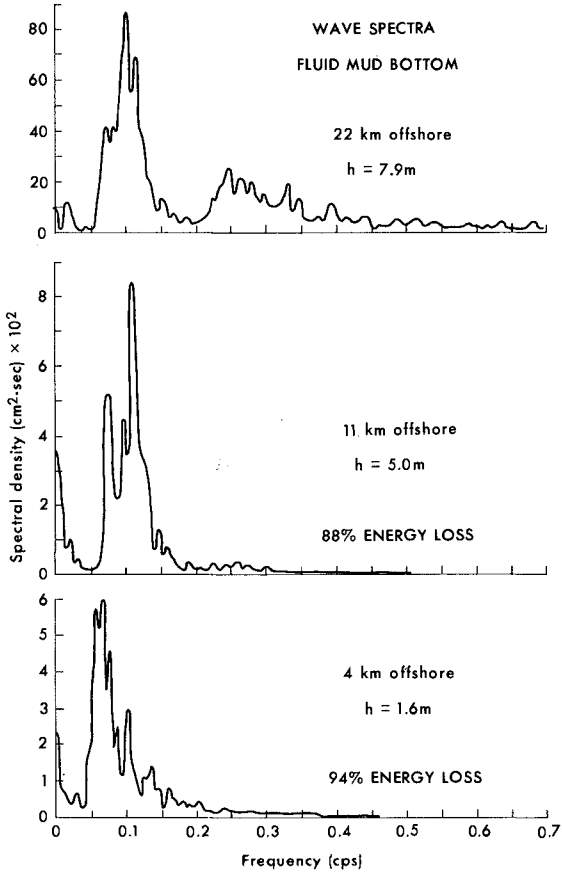 WAVE SPECTRA
FLUID MUD BOTTOM
22 km offshore
h = 7.9m
80
60
40
20
0
0 0.1 0.2 0.3 0.4 0.5 0.6 0.7
11 km offshore
h = 5.0m
88% ENERGY LOSS
8
6
4
2
0
Spectral density (cm2-sec) × 10²
4 km offshore
h = 1.6m
94% ENERGY LOSS
6
5
4
3
2
1
0
Frequency (cps)